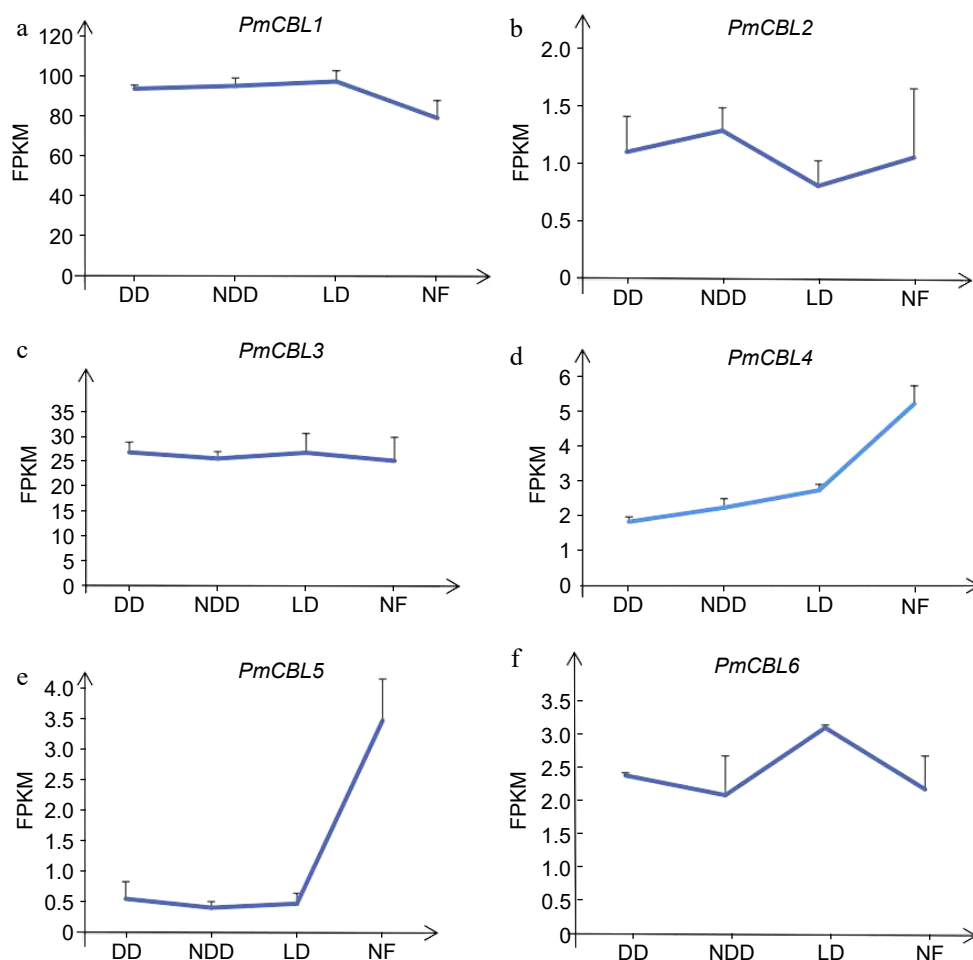 a
PmCBL1
120
100
80
60
40
20
0
FPKM
DD NDD LD NF
b
PmCBL2
2.0
1.5
1.0
0.5
0
FPKM
DD NDD LD NF
c
PmCBL3
35
30
25
20
15
10
5
0
FPKM
DD NDD LD NF
d
PmCBL4
6
5
4
3
2
1
0
FPKM
DD NDD LD NF
e
PmCBL5
4.0
3.5
3.0
2.5
2.0
1.5
1.0
0.5
0
FPKM
DD NDD LD NF
f
PmCBL6
3.5
3.0
2.5
2.0
1.5
1.0
0.5
0
FPKM
DD NDD LD NF